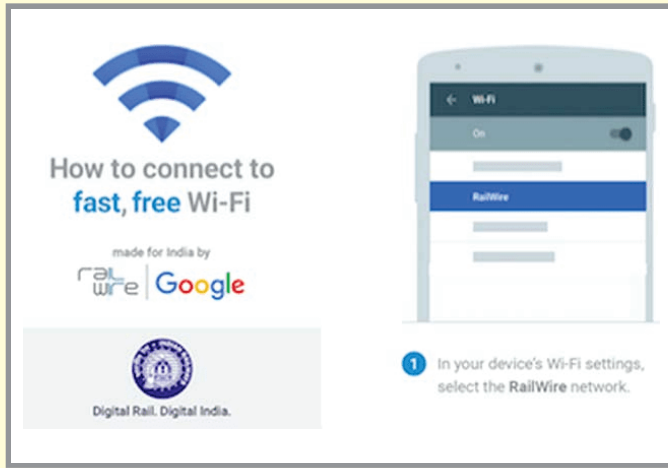 How to connect to
fast, free Wi-Fi
made for India by
railwire | Google
Digital Rail. Digital India.
Wi-Fi
On
RailWire
1 In your device's Wi-Fi settings,
select the RailWire network.